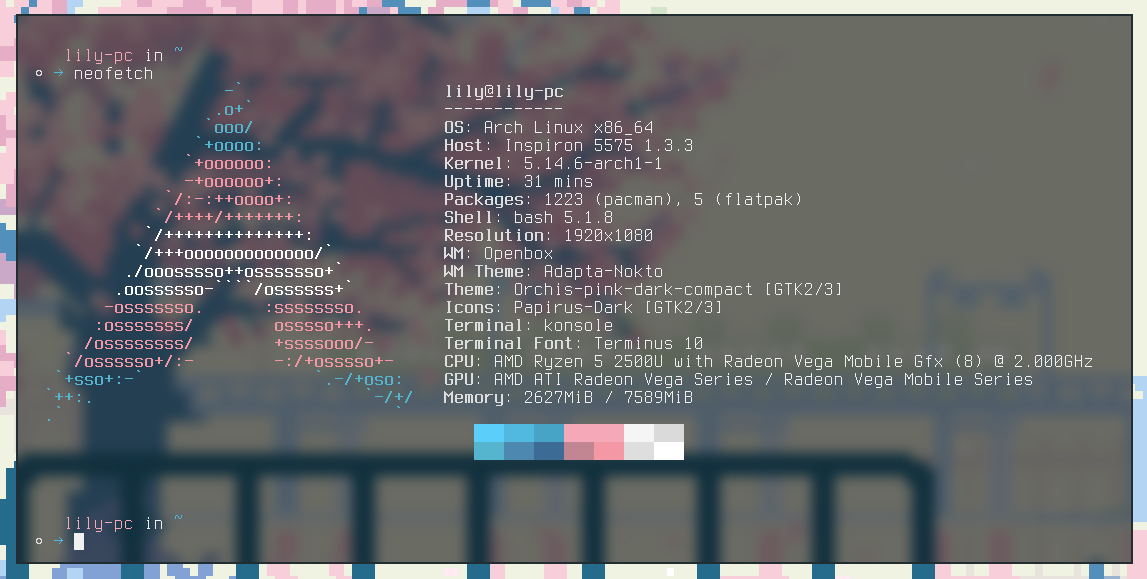 lily-pc in ~
○ → neofetch
-`
.o+`
`ooo/
`+oooo:
`+oooooo:
-+oooooo+:
`/:-:++oooo+:
`/++++/+++++++:
`/++++++++++++++:
`/+++ooooooooooooo/`
./ooosssso++osssssso+`
.oossssso-````/ossssss+`
-osssssso.      :ssssssso.
:osssssss/        osssso+++.
/ossssssss/        +ssssooo/-
`/ossssso+/:-        -:/+osssso+-
`+sso+:-`                 `.-/+oso:
`++:.                           `-/+/
.`                                 `
lily@lily-pc
------------
OS: Arch Linux x86_64
Host: Inspiron 5575 1.3.3
Kernel: 5.14.6-arch1-1
Uptime: 31 mins
Packages: 1223 (pacman), 5 (flatpak)
Shell: bash 5.1.8
Resolution: 1920x1080
WM: Openbox
WM Theme: Adapta-Nokto
Theme: Orchis-pink-dark-compact [GTK2/3]
Icons: Papirus-Dark [GTK2/3]
Terminal: konsole
Terminal Font: Terminus 10
CPU: AMD Ryzen 5 2500U with Radeon Vega Mobile Gfx (8) @ 2.000GHz
GPU: AMD ATI Radeon Vega Series / Radeon Vega Mobile Series
Memory: 2627MiB / 7589MiB
lily-pc in ~
○ →